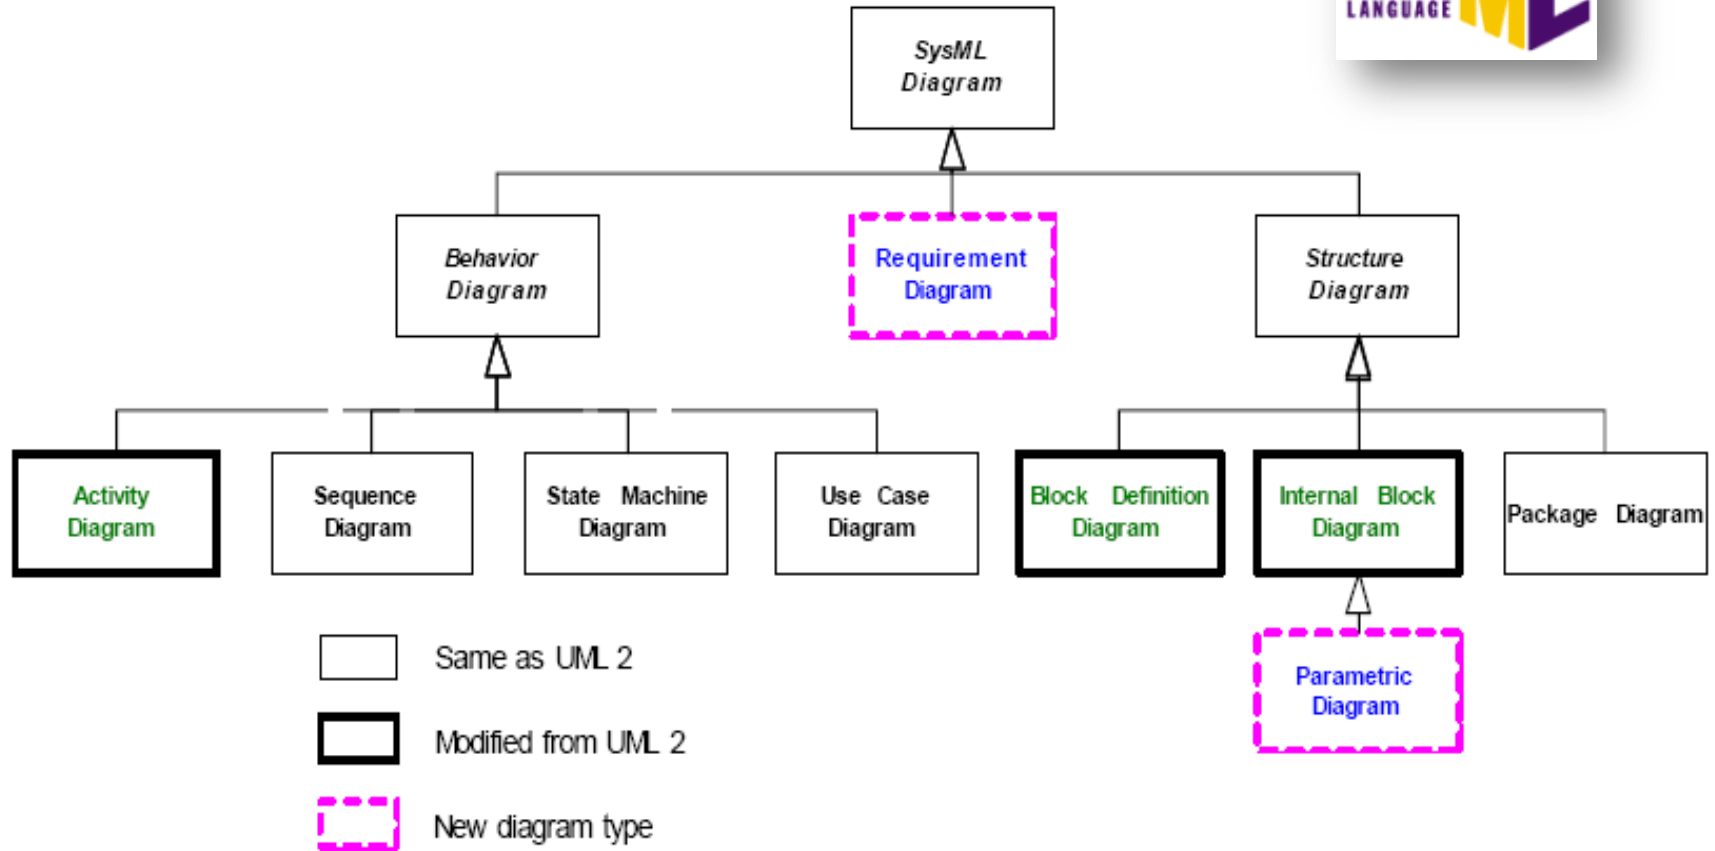 LANGUAGE
SysML
Diagram
Behavior
Diagram
Requirement
Diagram
Structure
Diagram
Activity
Diagram
Sequence
Diagram
State Machine
Diagram
Use Case
Diagram
Block Definition
Diagram
Internal Block
Diagram
Package Diagram
Parametric
Diagram
Same as UML 2
Modified from UML 2
New diagram type